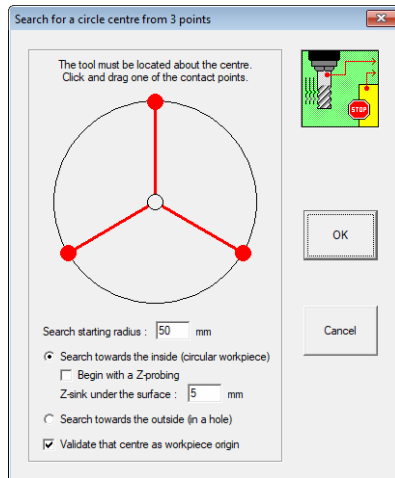 Search for a circle centre from 3 points
The tool must be located about the centre.
Click and drag one of the contact points.
STOP
OK
Search starting radius : 50 mm
Cancel
Search towards the inside (circular workpiece)
Begin with a Z-probing
Z-sink under the surface : 5 mm
Search towards the outside (in a hole)
Validate that centre as workpiece origin